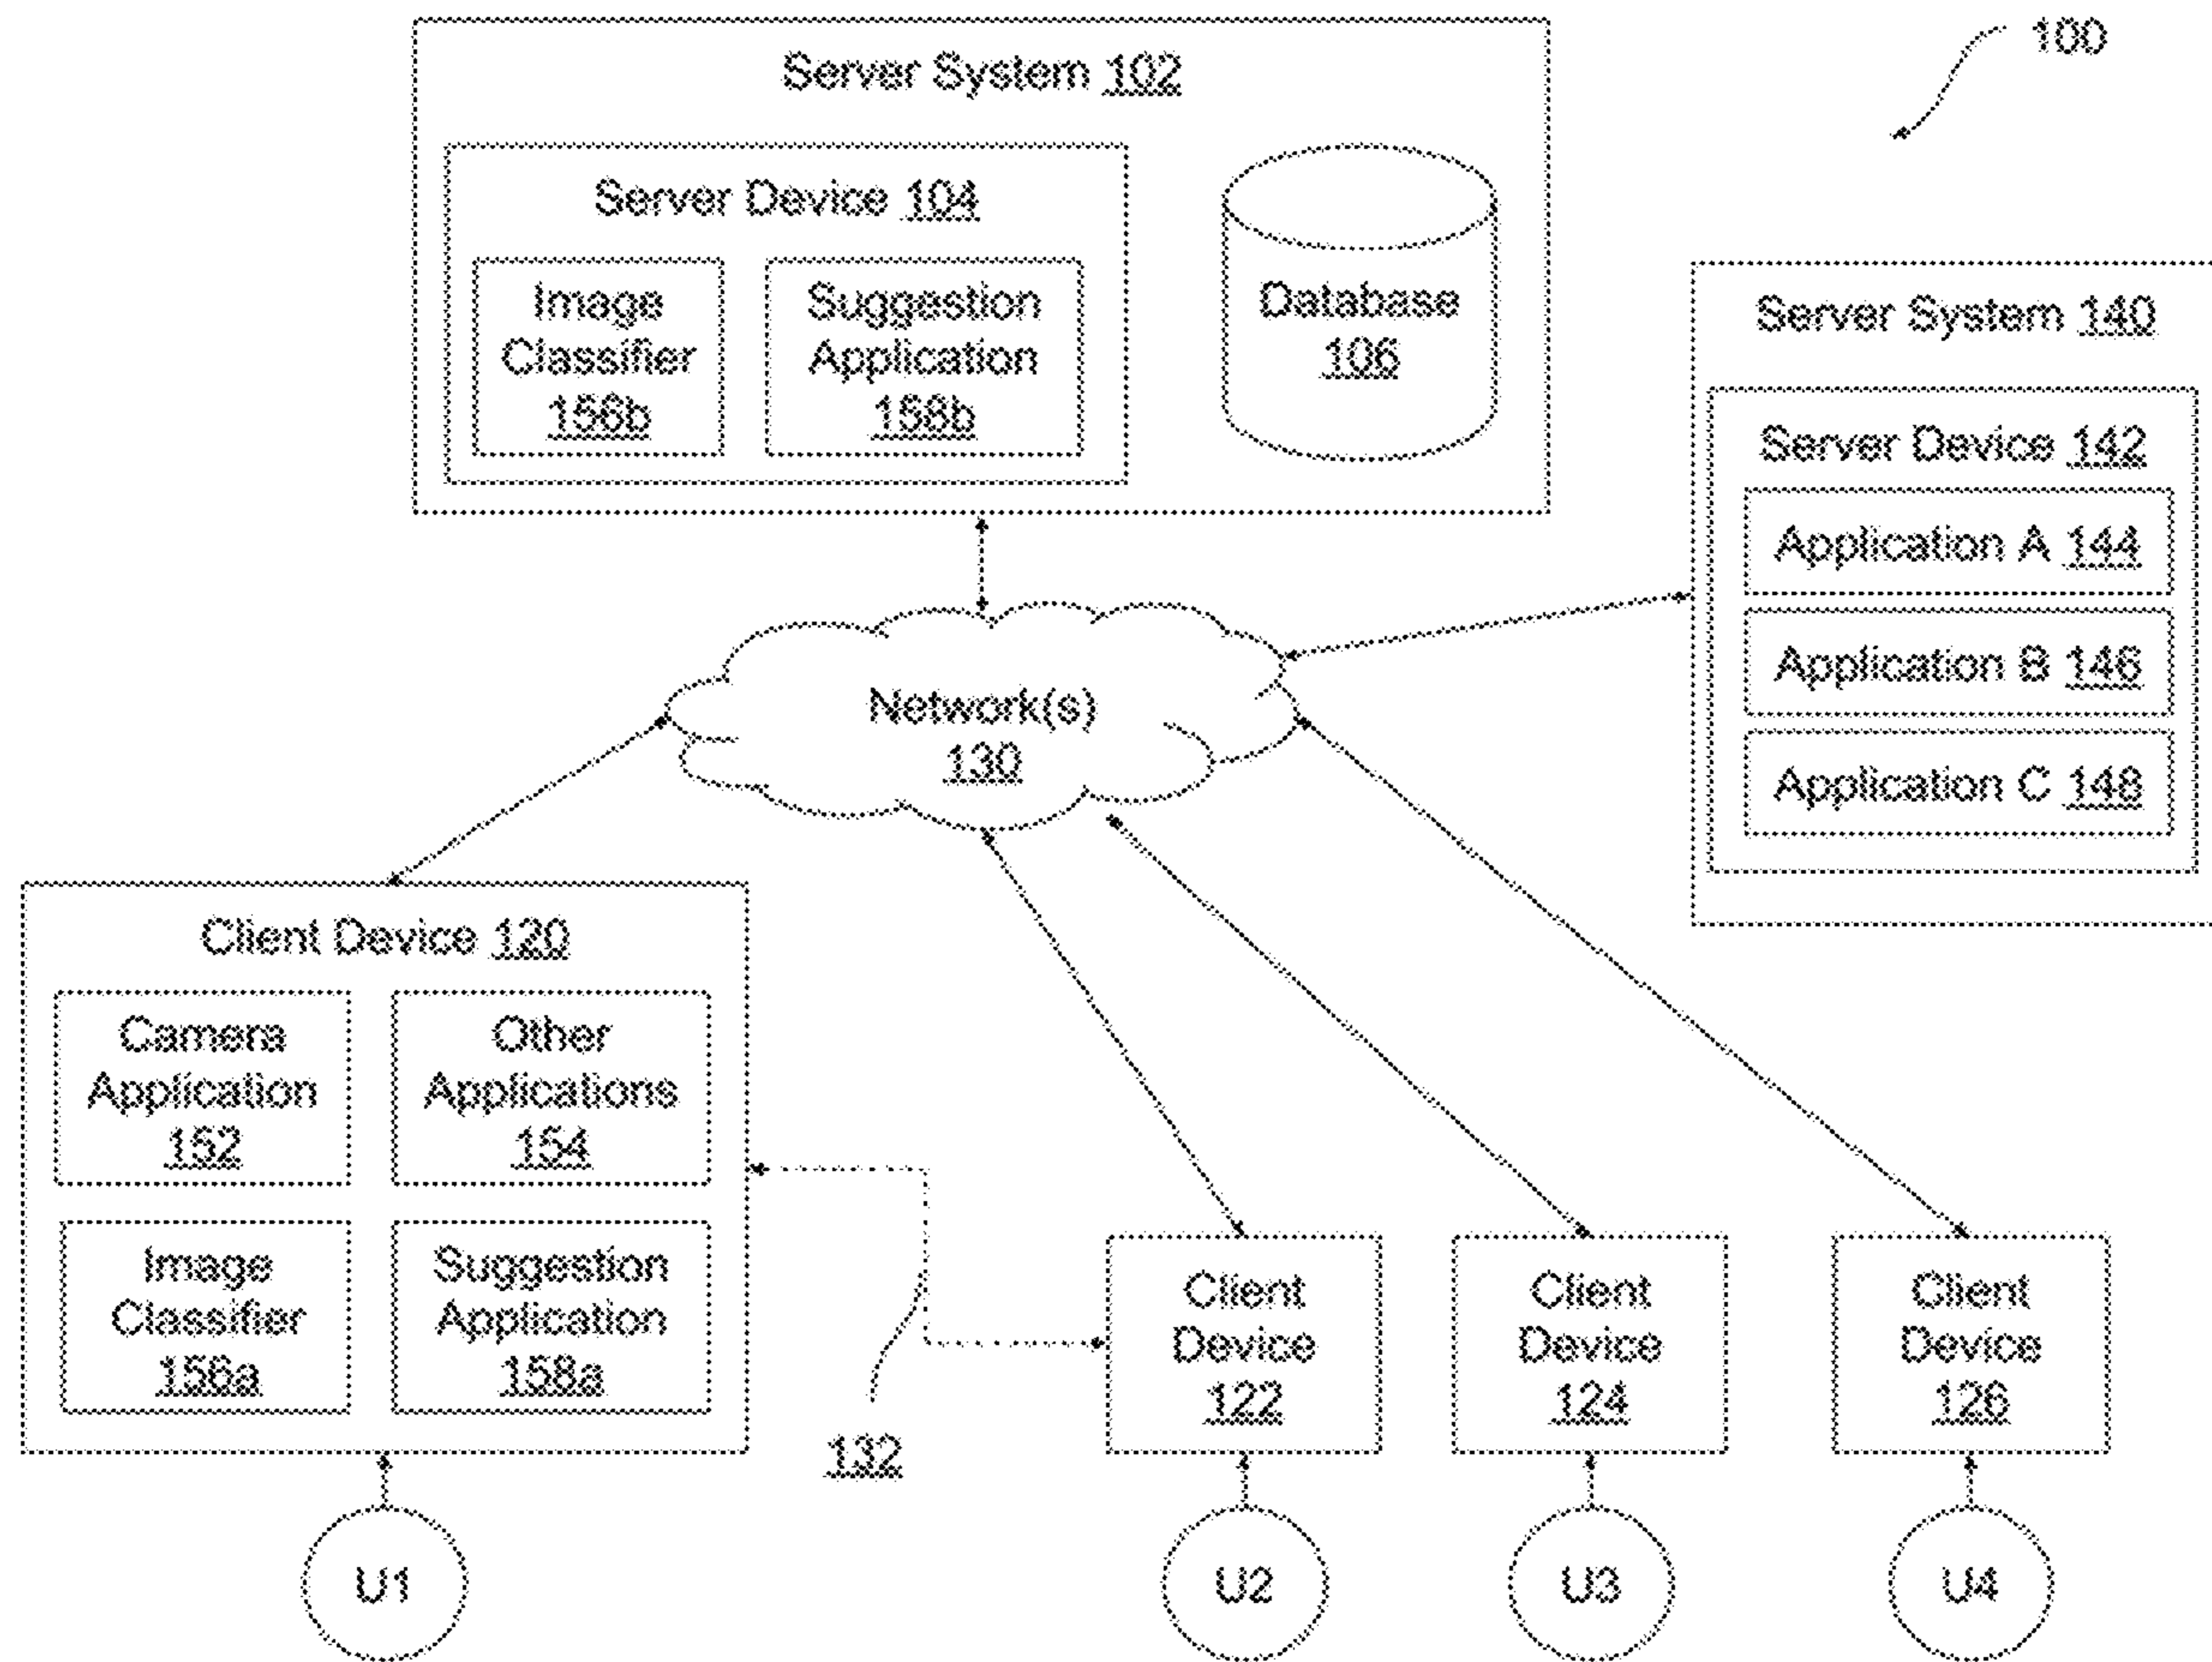 100
Server System 102
Server Device 104
Image
Classifier
156b
Suggestion
Application
158b
Database
106
Server System 140
Server Device 142
Application A 144
Application B 146
Application C 148
Network(s)
130
Client Device 120
Camera
Application
152
Other
Applications
154
Image
Classifier
156a
Suggestion
Application
158a
132
Client
Device
122
Client
Device
124
Client
Device
126
U1
U2
U3
U4